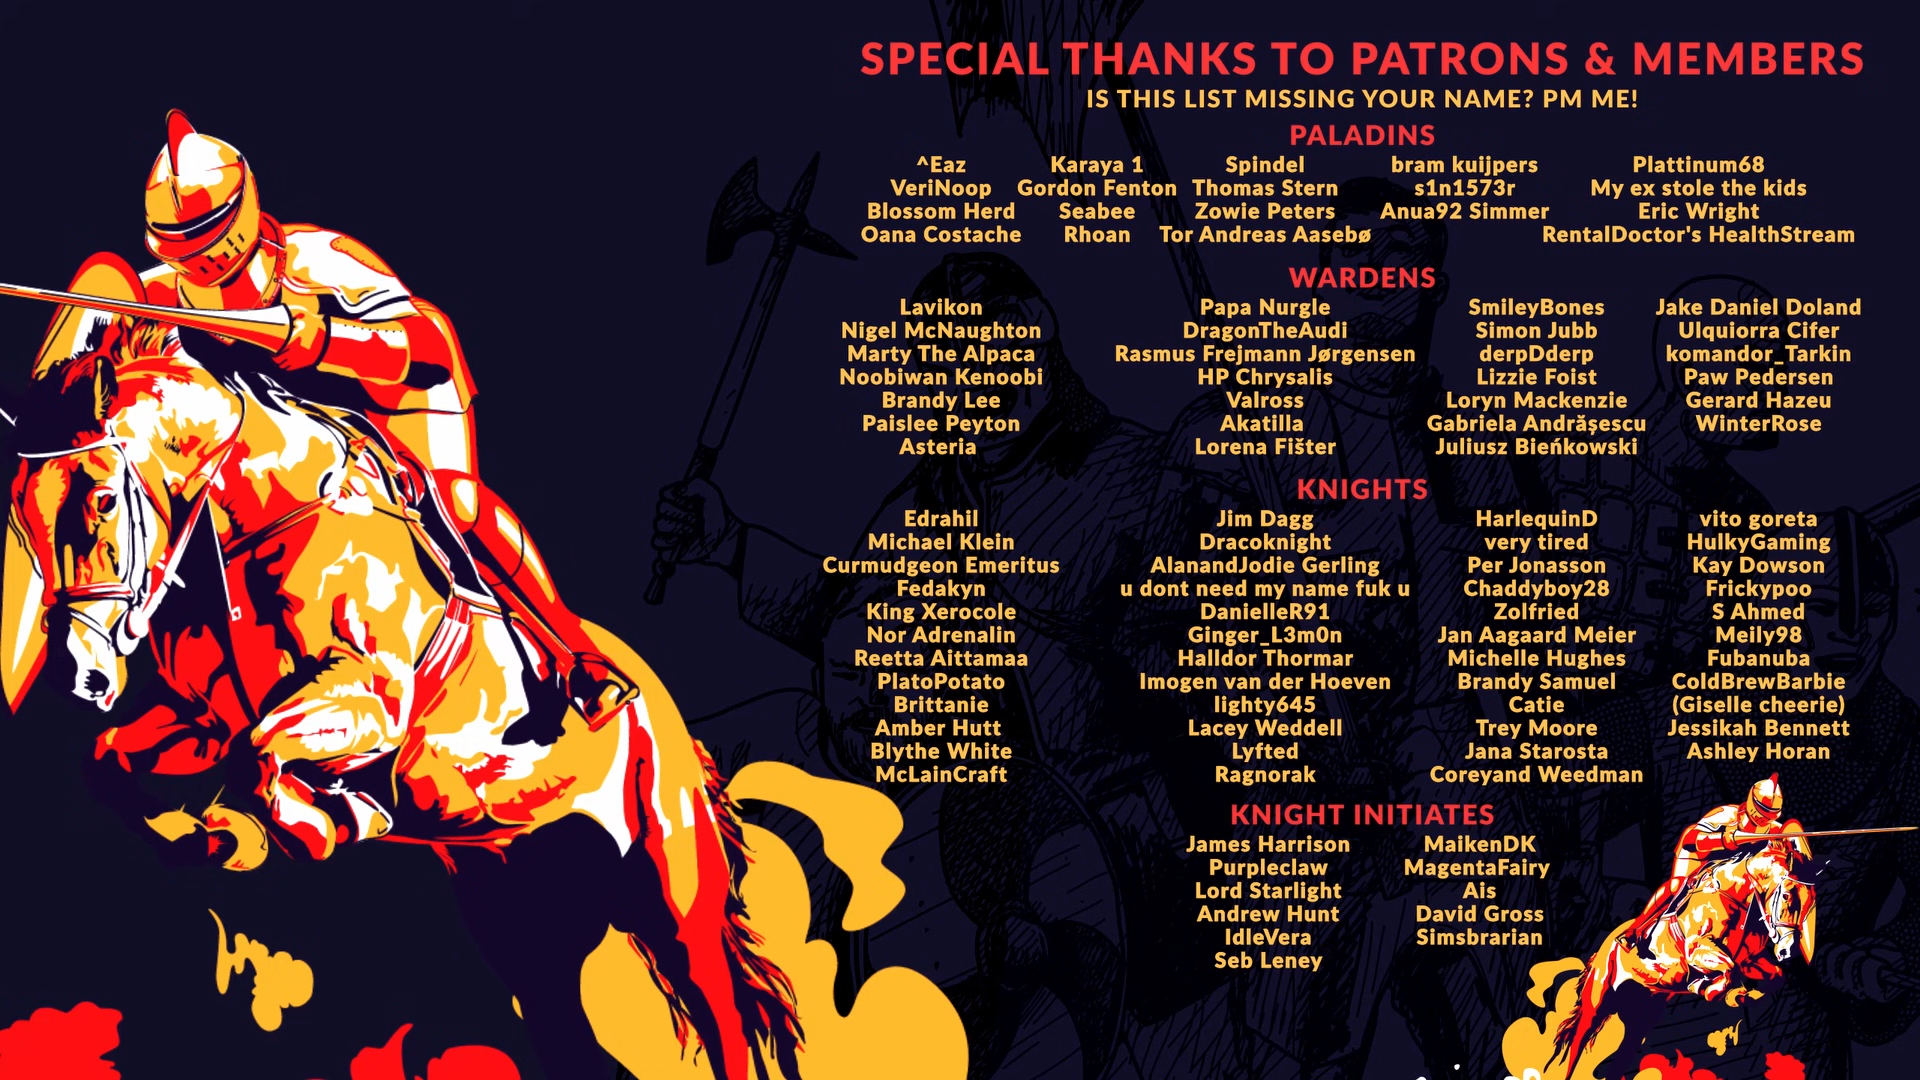 SPECIAL THANKS TO PATRONS & MEMBERS
IS THIS LIST MISSING YOUR NAME? PM ME!
PALADINS
^Eaz
VeriNoop
Blossom Herd
Oana Costache
Karaya 1
Gordon Fenton
Seabee
Rhoan
Spindel
Thomas Stern
Zowie Peters
Tor Andreas Aasebø
bram kuijpers
s1n1573r
Anua92 Simmer
Plattinum68
My ex stole the kids
Eric Wright
RentalDoctor's HealthStream
WARDENS
Lavikon
Nigel McNaughton
Marty The Alpaca
Noobiwan Kenoobi
Brandy Lee
Paislee Peyton
Asteria
Papa Nurgle
DragonTheAudi
Rasmus Frejmann Jørgensen
HP Chrysalis
Valross
Akatilla
Lorena Fišter
SmileyBones
Simon Jubb
derpDderp
Lizzie Foist
Loryn Mackenzie
Gabriela Andrășescu
Juliusz Bieńkowski
Jake Daniel Doland
Ulquiorra Cifer
komandor_Tarkin
Paw Pedersen
Gerard Hazeu
WinterRose
KNIGHTS
Edrahil
Michael Klein
Curmudgeon Emeritus
Fedakyn
King Xerocole
Nor Adrenalin
Reetta Aittamaa
PlatoPotato
Brittanie
Amber Hutt
Blythe White
McLainCraft
Jim Dagg
Dracoknight
AlanandJodie Gerling
u dont need my name fuk u
DanielleR91
Ginger_L3m0n
Halldor Thormar
Imogen van der Hoeven
lighty645
Lacey Weddell
Lyfted
Ragnorak
HarlequinD
very tired
Per Jonasson
Chaddyboy28
Zolfried
Jan Aagaard Meier
Michelle Hughes
Brandy Samuel
Catie
Trey Moore
Jana Starosta
Coreyand Weedman
vito goreta
HulkyGaming
Kay Dowson
Frickypoo
S Ahmed
Meily98
Fubanuba
ColdBrewBarbie
(Giselle cheerie)
Jessikah Bennett
Ashley Horan
KNIGHT INITIATES
James Harrison
Purpleclaw
Lord Starlight
Andrew Hunt
IdleVera
Seb Leney
MaikenDK
MagentaFairy
Ais
David Gross
Simsbrarian